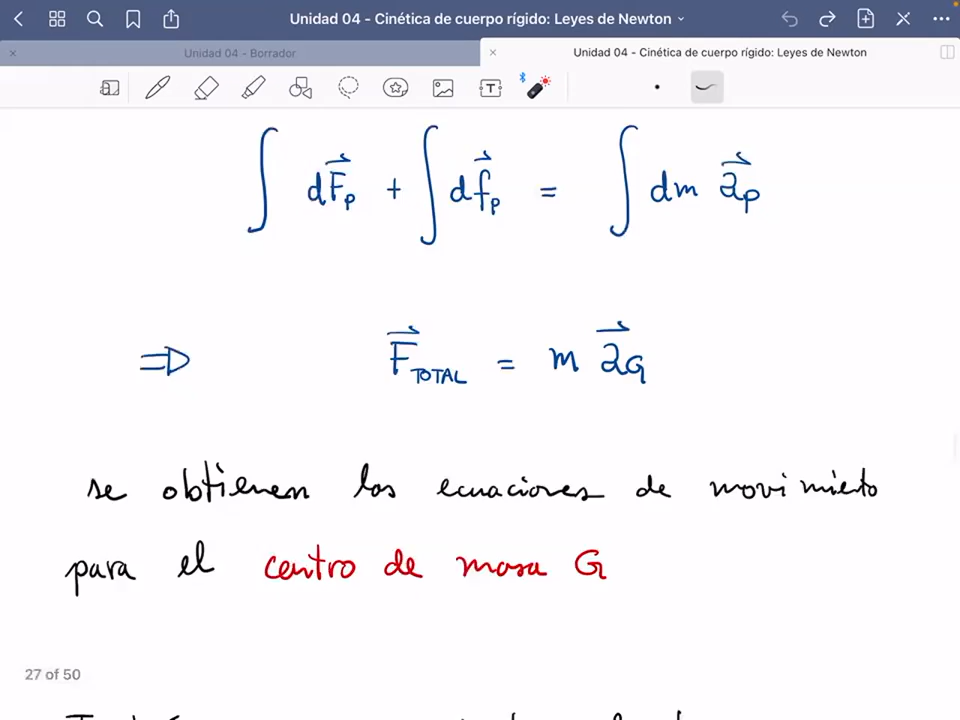 Unidad 04 - Cinética de cuerpo rígido: Leyes de Newton
Unidad 04 - Borrador
Unidad 04 - Cinética de cuerpo rígido: Leyes de Newton
∫ dF⃗ₚ + ∫ df⃗ₚ = ∫ dm a⃗ₚ
⇒ F⃗ TOTAL = m a⃗G
se obtienen las ecuaciones de movimiento
para el centro de masa G
27 of 50